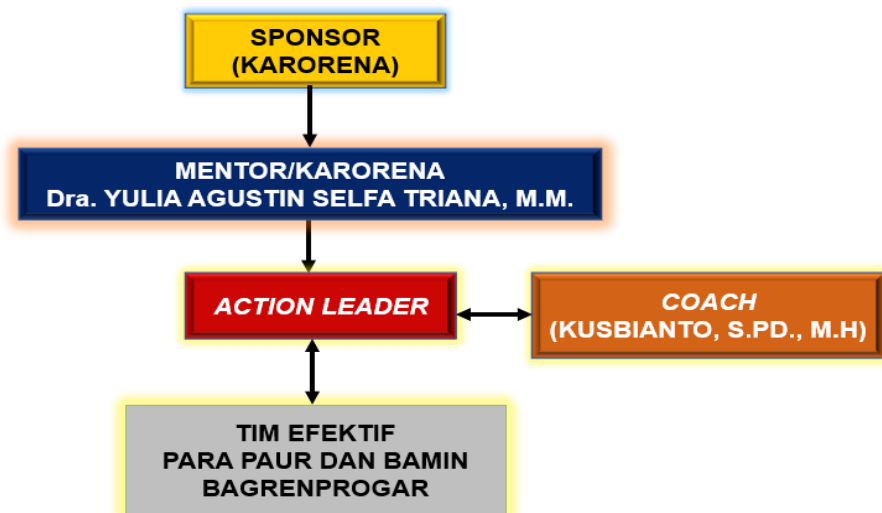 SPONSOR
(KARORENA)
MENTOR/KARORENA
Dra. YULIA AGUSTIN SELFA TRIANA, M.M.
ACTION LEADER
COACH
(KUSBIANTO, S.PD., M.H)
TIM EFEKTIF
PARA PAUR DAN BAMIN
BAGRENPROGAR